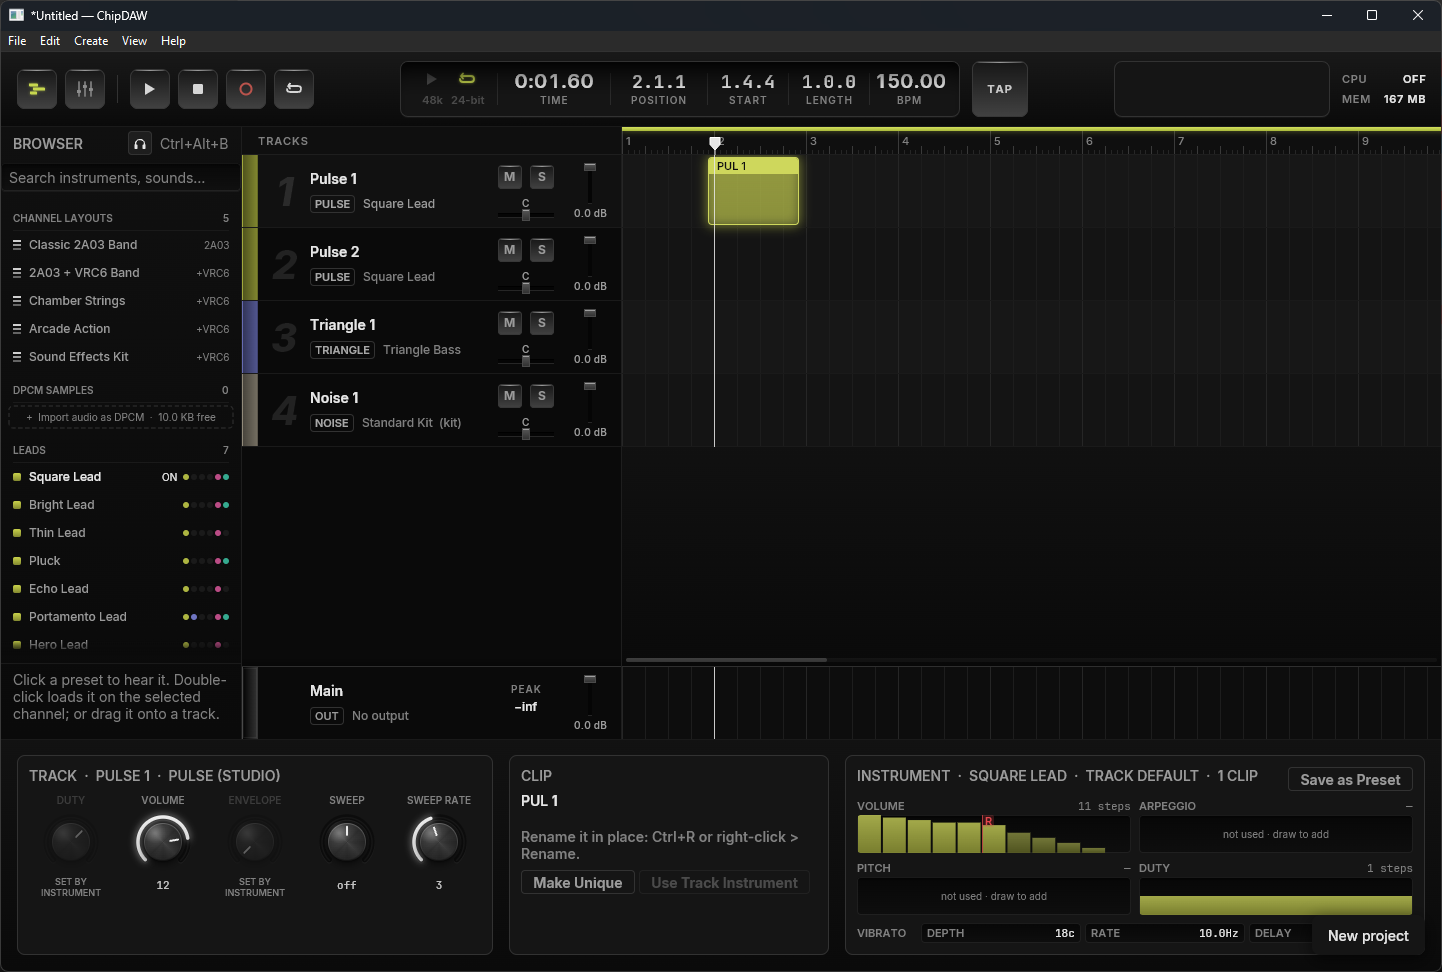 *Untitled — ChipDAW
File Edit Create View Help
48k 24-bit
0:01.60 TIME
2.1.1 POSITION
1.4.4 START
1.0.0 LENGTH
150.00 BPM
TAP
CPU OFF
MEM 167 MB
BROWSER Ctrl+Alt+B
Search instruments, sounds...
CHANNEL LAYOUTS 5
Classic 2A03 Band 2A03
2A03 + VRC6 Band +VRC6
Chamber Strings +VRC6
Arcade Action +VRC6
Sound Effects Kit +VRC6
DPCM SAMPLES 0
+ Import audio as DPCM · 10.0 KB free
LEADS 7
Square Lead ON
Bright Lead
Thin Lead
Pluck
Echo Lead
Portamento Lead
Hero Lead
Click a preset to hear it. Double-
click loads it on the selected
channel; or drag it onto a track.
TRACKS
1 2 3 4 5 6 7 8 9
1 Pulse 1 M S
PULSE Square Lead C 0.0 dB
PUL 1
2 Pulse 2 M S
PULSE Square Lead C 0.0 dB
3 Triangle 1 M S
TRIANGLE Triangle Bass C 0.0 dB
4 Noise 1 M S
NOISE Standard Kit (kit) C 0.0 dB
Main PEAK
OUT No output -inf 0.0 dB
TRACK · PULSE 1 · PULSE (STUDIO)
DUTY VOLUME ENVELOPE SWEEP SWEEP RATE
SET BY INSTRUMENT 12 SET BY INSTRUMENT off 3
CLIP
PUL 1
Rename it in place: Ctrl+R or right-click >
Rename.
Make Unique Use Track Instrument
INSTRUMENT · SQUARE LEAD · TRACK DEFAULT · 1 CLIP Save as Preset
VOLUME 11 steps ARPEGGIO –
R
not used · draw to add
PITCH – DUTY 1 steps
not used · draw to add
VIBRATO DEPTH 18c RATE 10.0Hz DELAY
New project